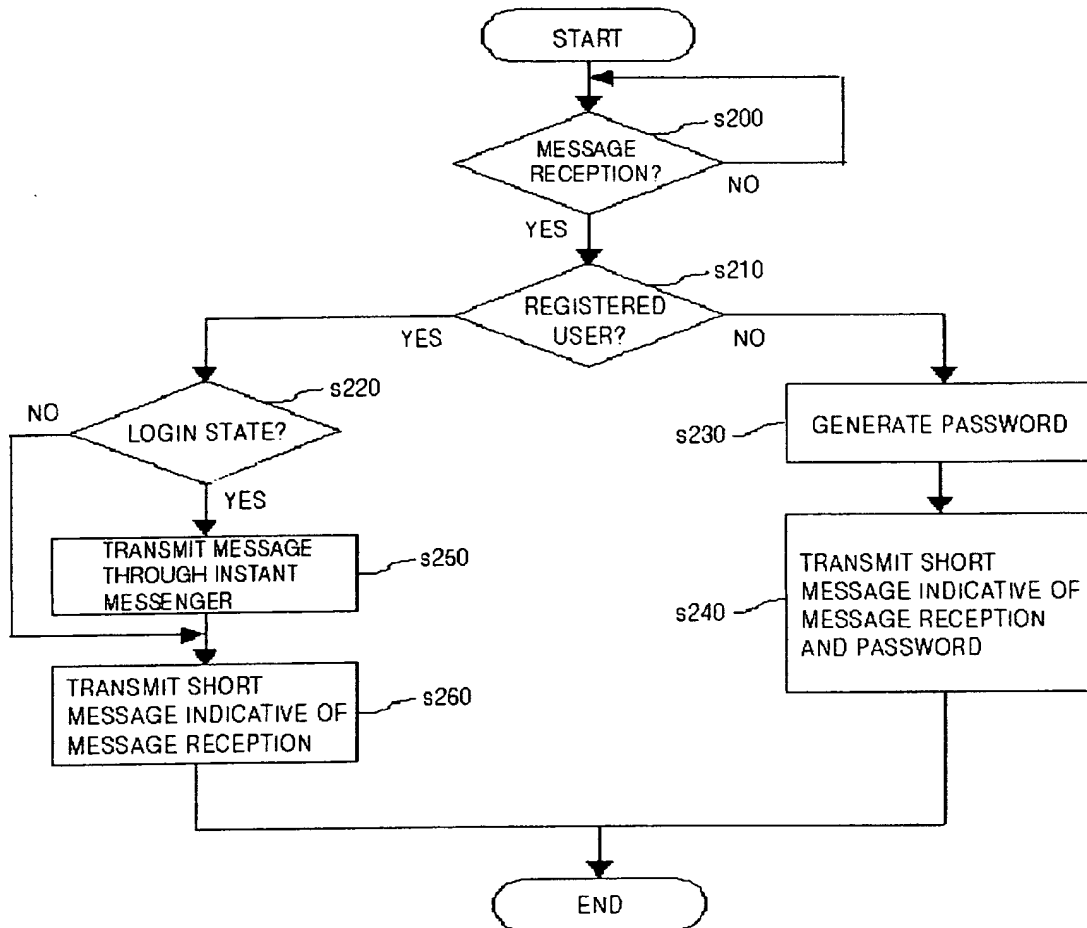 START
s200
MESSAGE
RECEPTION?
NO
YES
s210
REGISTERED
USER?
YES
NO
s220
NO
LOGIN STATE?
s230
GENERATE PASSWORD
YES
TRANSMIT MESSAGE
THROUGH INSTANT
MESSENGER
s250
TRANSMIT SHORT
MESSAGE INDICATIVE OF
MESSAGE RECEPTION
AND PASSWORD
s240
TRANSMIT SHORT
MESSAGE INDICATIVE OF
MESSAGE RECEPTION
s260
END